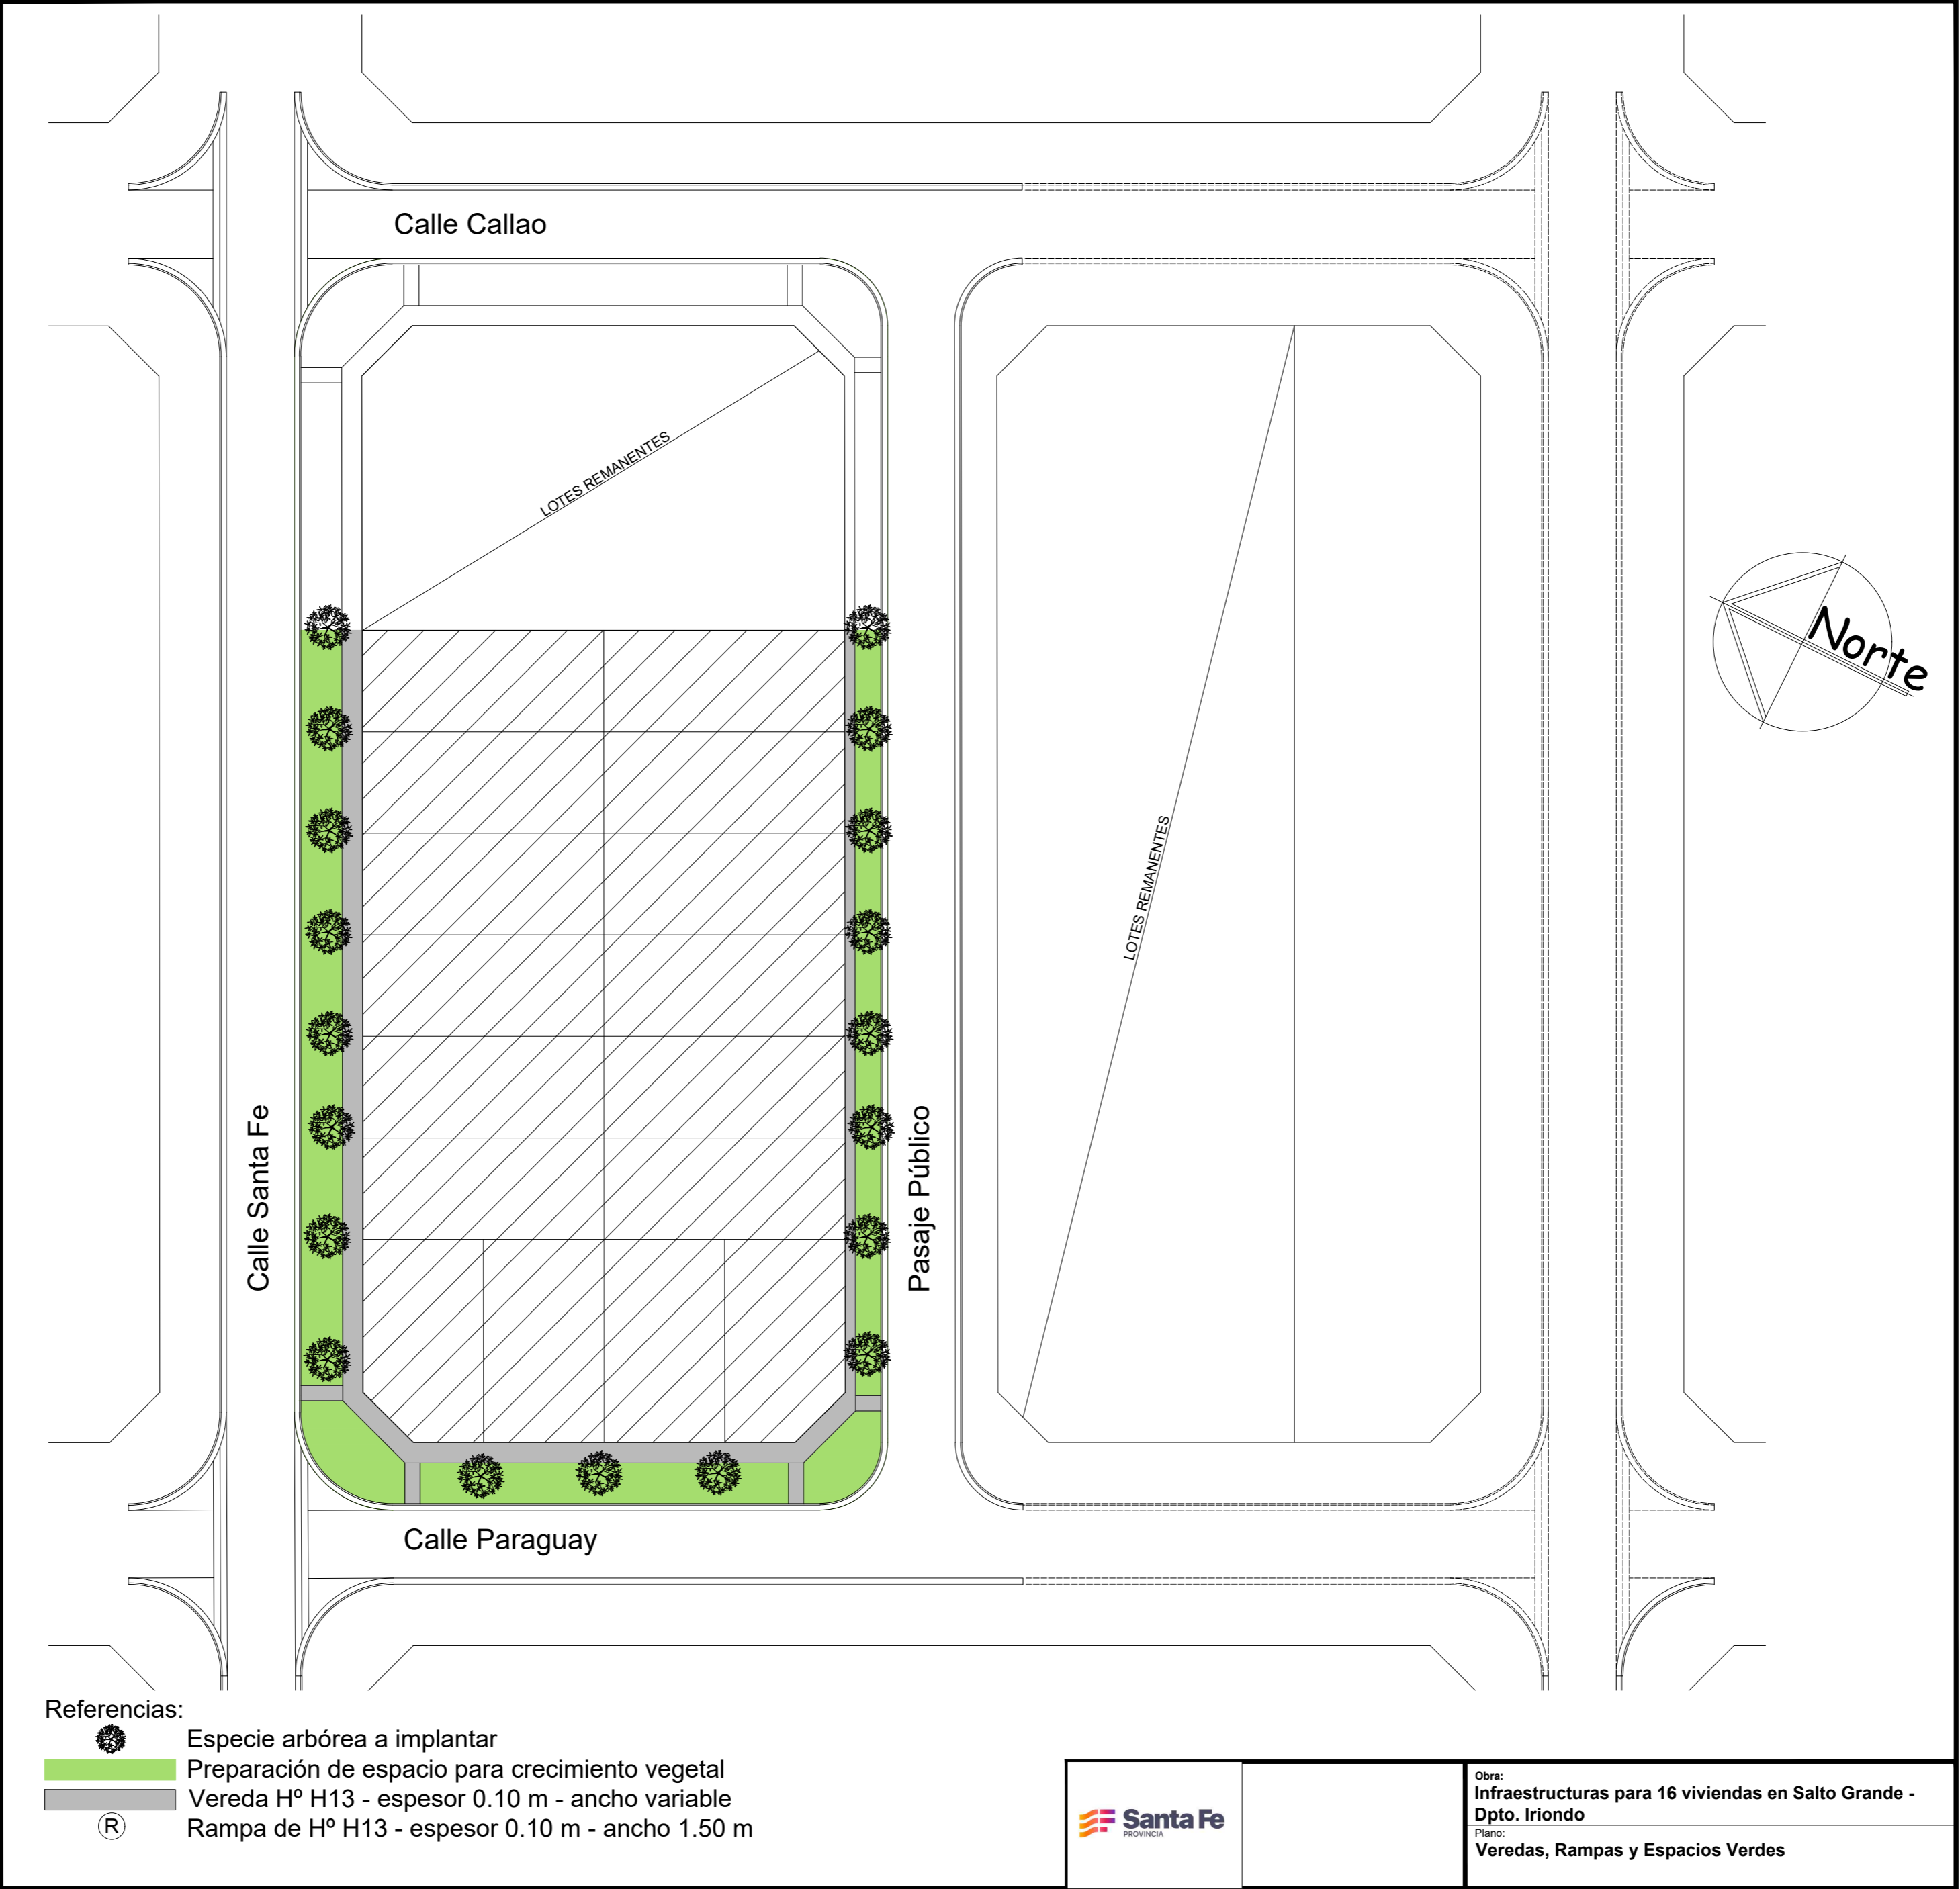 Calle Callao
LOTES REMANENTES
Norte
LOTES REMANENTES
Calle Santa Fe
Pasaje Público
Calle Paraguay
Referencias:
Especie arbórea a implantar
Preparación de espacio para crecimiento vegetal
Vereda Hº H13 - espesor 0.10 m - ancho variable
R
Rampa de Hº H13 - espesor 0.10 m - ancho 1.50 m
Santa Fe
PROVINCIA
Obra:
Infraestructuras para 16 viviendas en Salto Grande -
Dpto. Iriondo
Plano:
Veredas, Rampas y Espacios Verdes